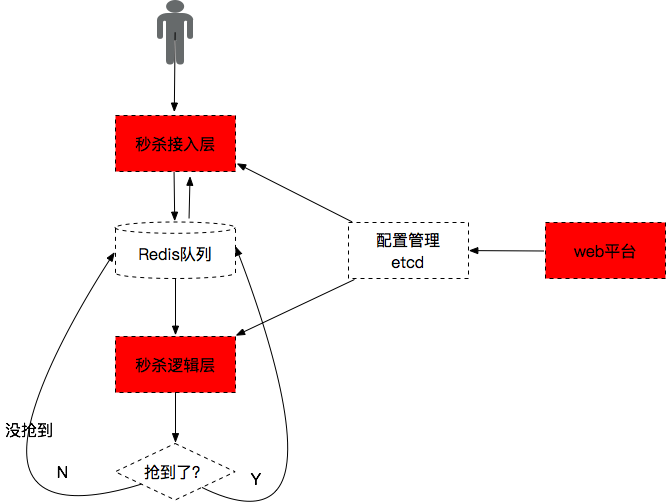 秒杀接入层
Redis队列
配置管理
etcd
web平台
秒杀逻辑层
没抢到
抢到了?
N
Y